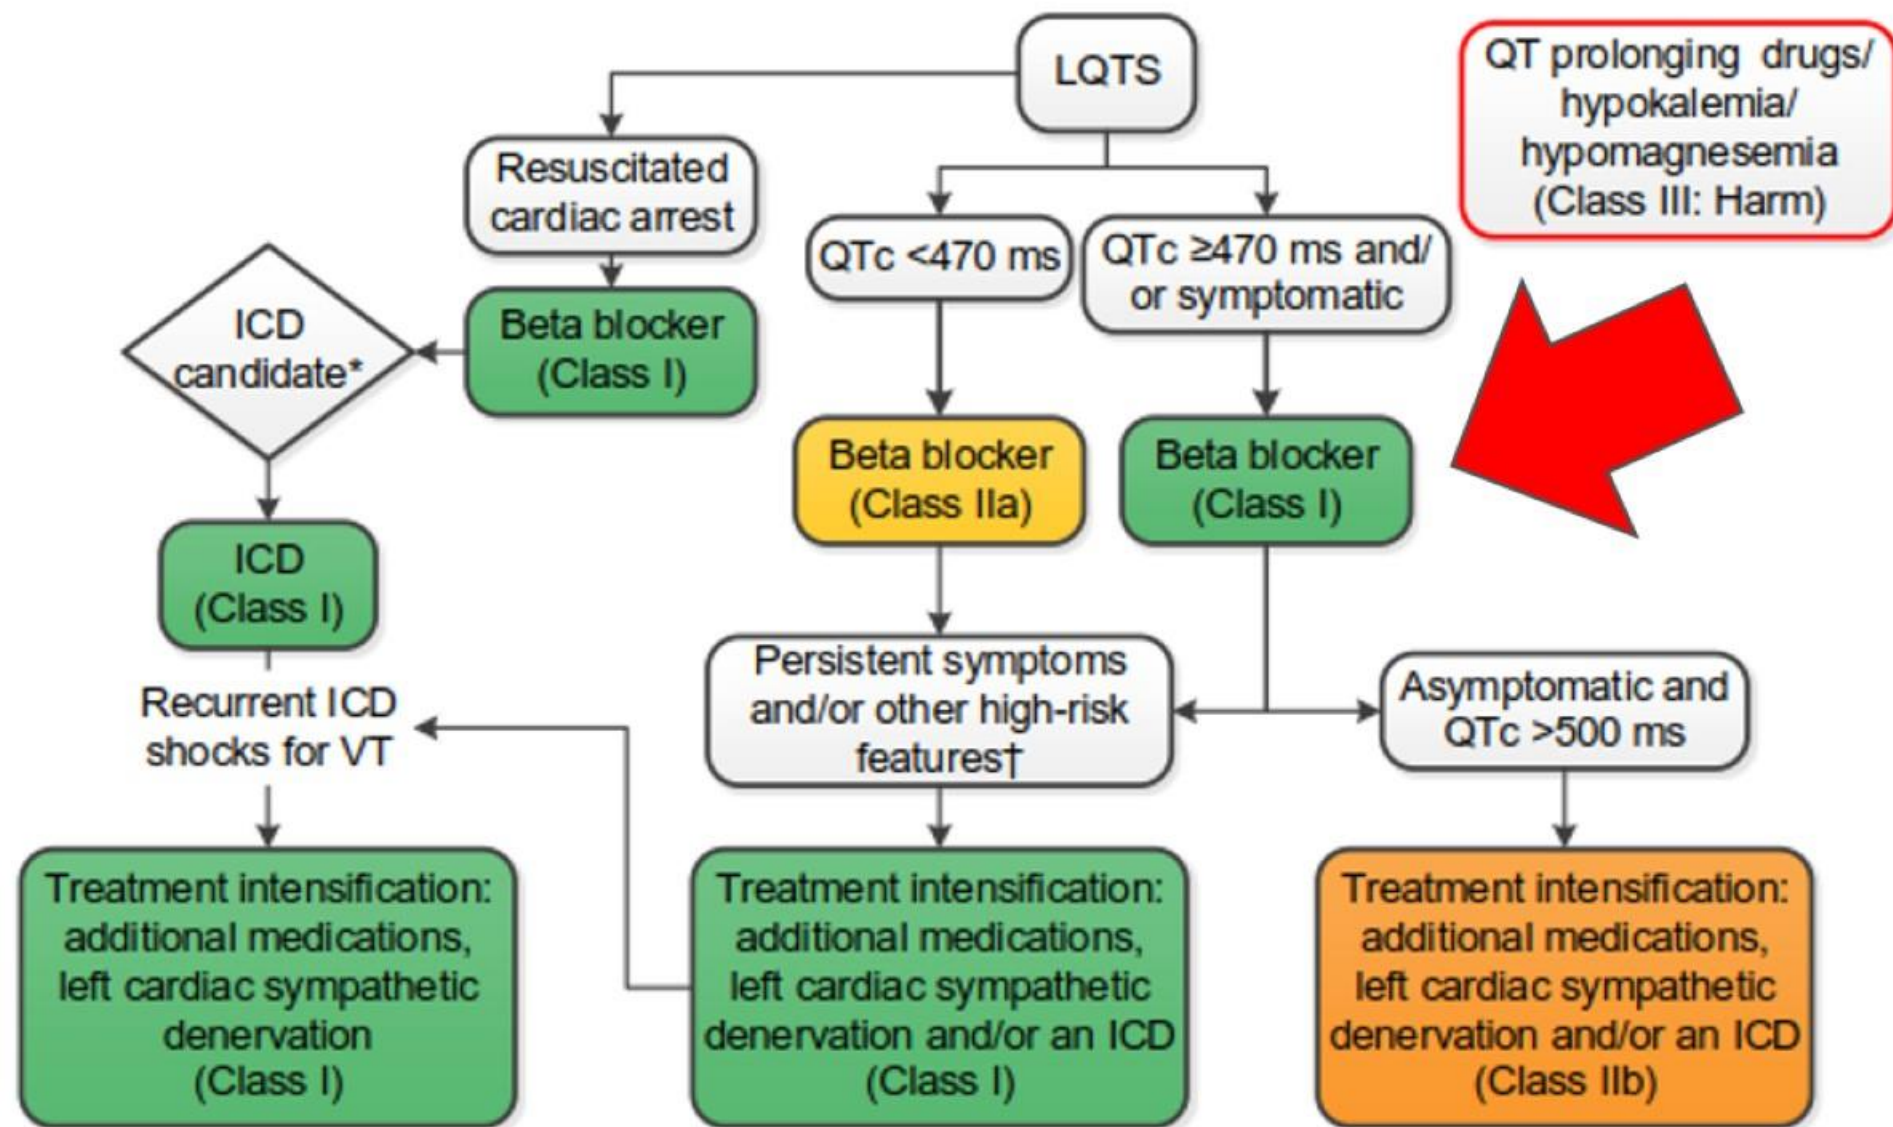 LQTS
QT prolonging drugs/
hypokalemia/
hypomagnesemia
(Class III: Harm)
Resuscitated
cardiac arrest
QTc <470 ms
QTc ≥470 ms and/
or symptomatic
ICD
candidate*
Beta blocker
(Class I)
Beta blocker
(Class IIa)
Beta blocker
(Class I)
ICD
(Class I)
Recurrent ICD
shocks for VT
Persistent symptoms
and/or other high-risk
features†
Asymptomatic and
QTc >500 ms
Treatment intensification:
additional medications,
left cardiac sympathetic
denervation
(Class I)
Treatment intensification:
additional medications,
left cardiac sympathetic
denervation and/or an ICD
(Class I)
Treatment intensification:
additional medications,
left cardiac sympathetic
denervation and/or an ICD
(Class IIb)